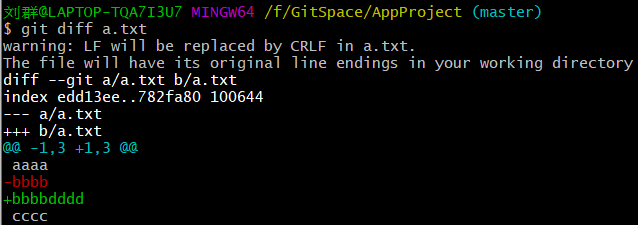 刘群@LAPTOP-TQA7I3U7 MINGW64 /f/GitSpace/AppProject (master)
$ git diff a.txt
warning: LF will be replaced by CRLF in a.txt.
The file will have its original line endings in your working directory
diff --git a/a.txt b/a.txt
index edd13ee..782fa80 100644
--- a/a.txt
+++ b/a.txt
@@ -1,3 +1,3 @@
 aaaa
-bbbb
+bbbbdddd
 cccc